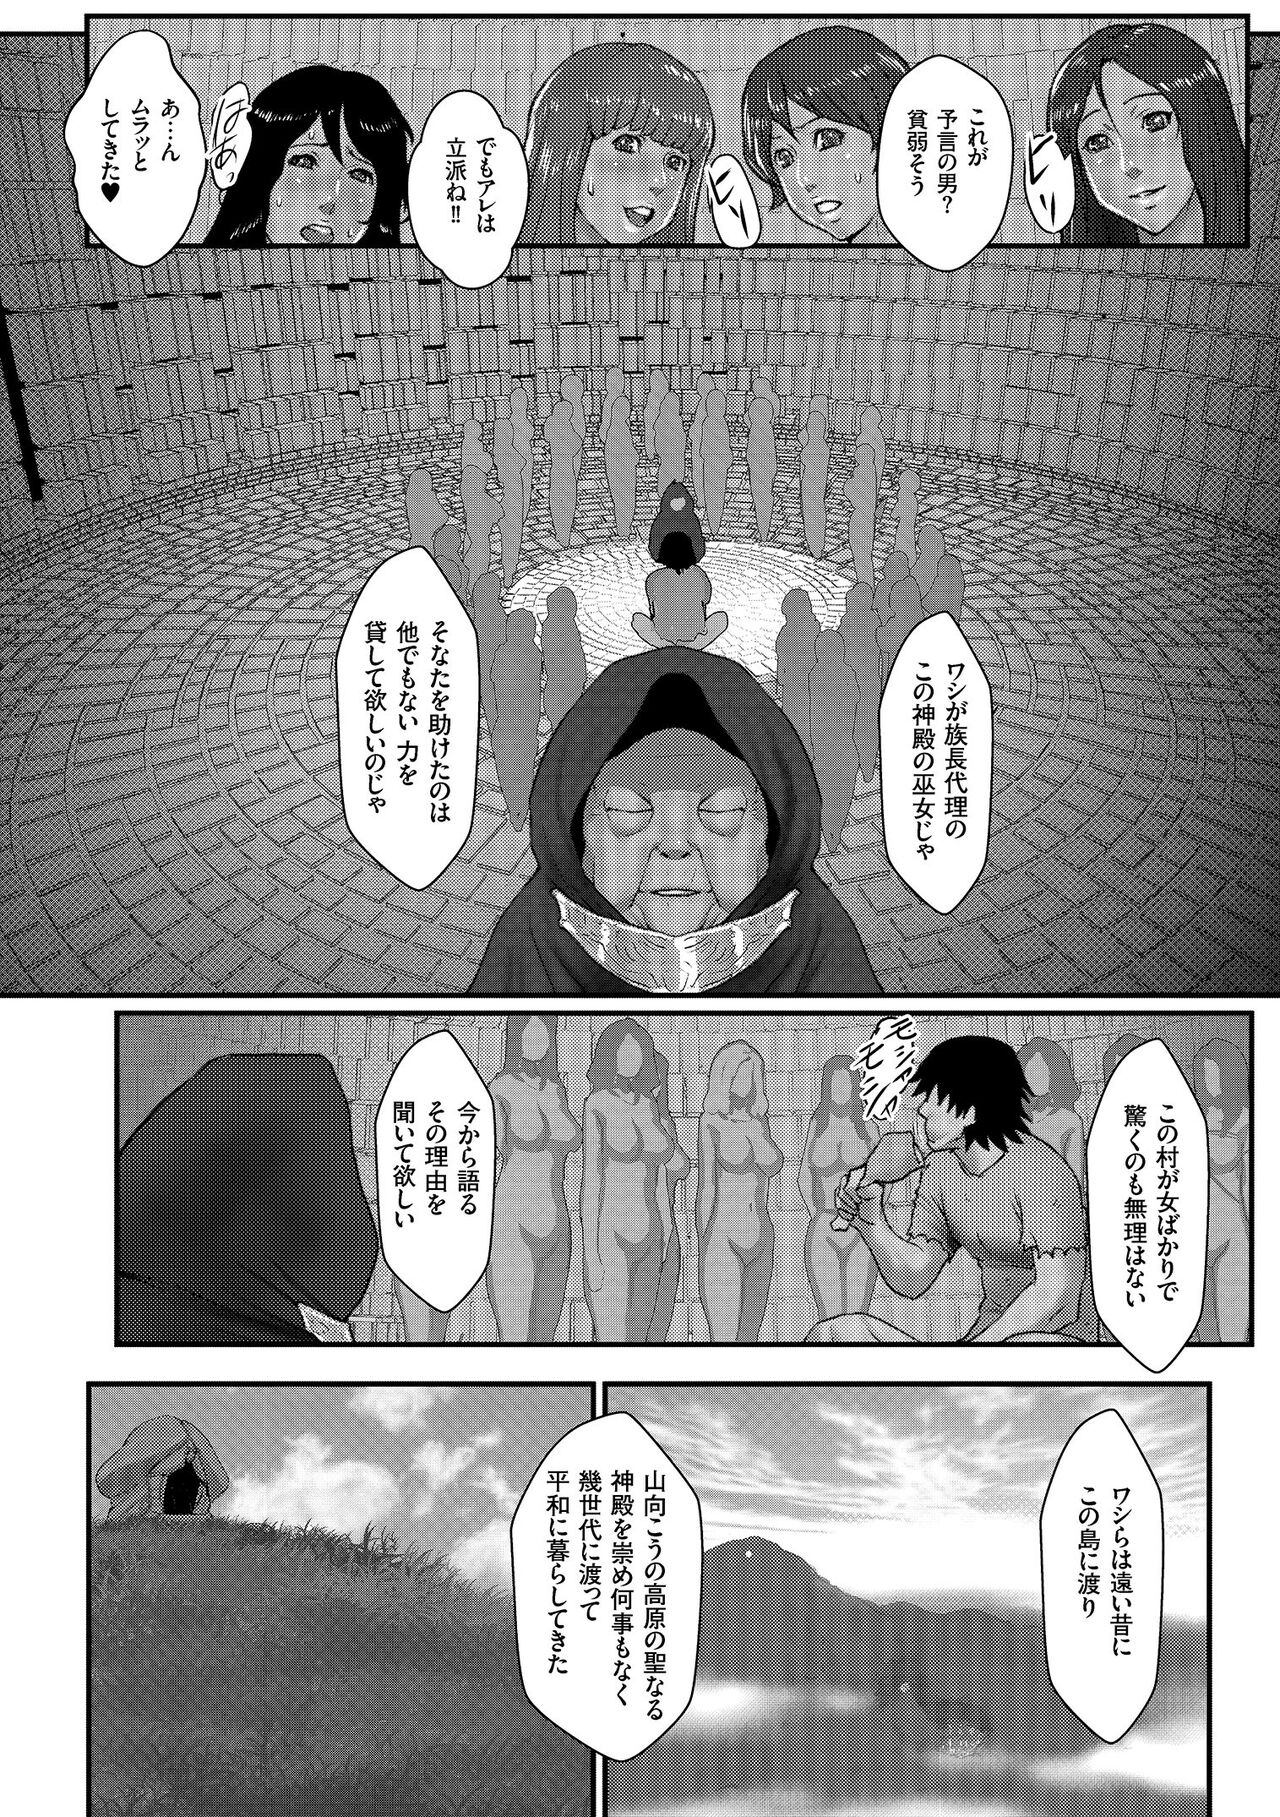 これが
予言の男？
貧弱そう
ヒソ
ヒソ
でもアレは
立派ね!!
はぁ
あっ
あ…ん
ムラッと
してきた♥
ワシが族長代理の
この神殿の巫女じゃ
そなたを助けたのは
他でもない 力を
貸して欲しいのじゃ
この村が女ばかりで
驚くのも無理はない
モシャ
モシャ
今から語る
その理由を
聞いて欲しい
ワシらは遠い昔に
この島に渡り
山向こうの高原の聖なる
神殿を崇め何事もなく
幾世代に渡って
平和に暮らしてきた